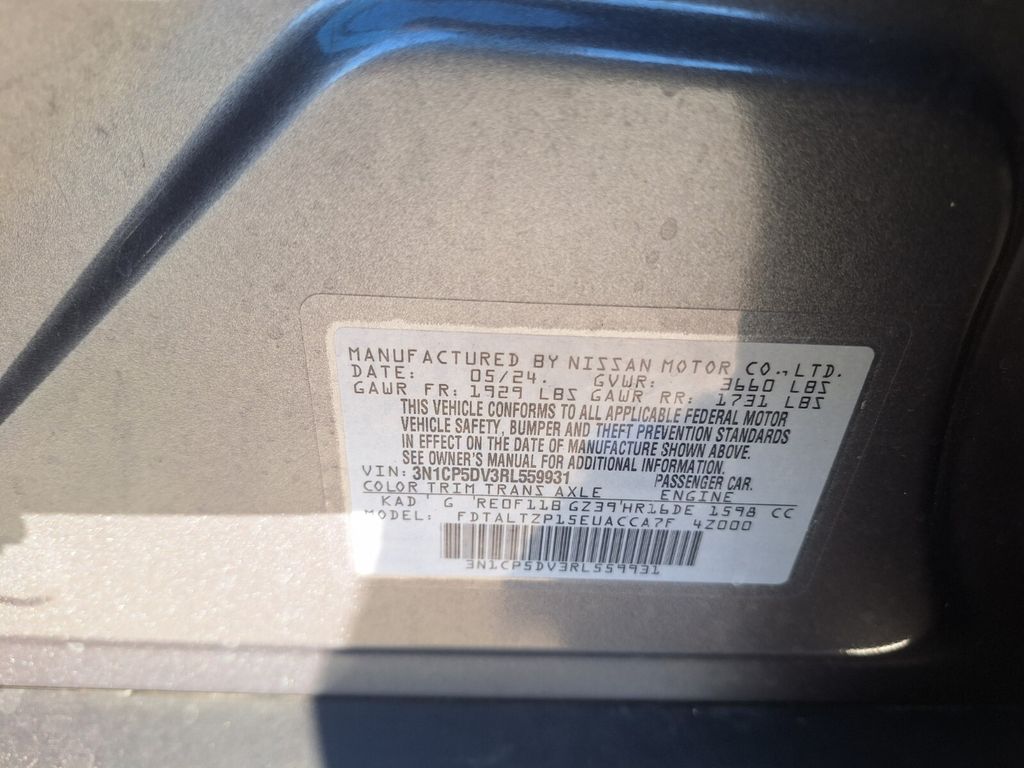 MANUFACTURED BY NISSAN MOTOR CO., LTD.
DATE: 05/24. GVWR: 3660 LBS
GAWR FR: 1929 LBS GAWR RR: 1731 LBS
THIS VEHICLE CONFORMS TO ALL APPLICABLE FEDERAL MOTOR
VEHICLE SAFETY, BUMPER AND THEFT PREVENTION STANDARDS
IN EFFECT ON THE DATE OF MANUFACTURE SHOWN ABOVE.
SEE OWNER'S MANUAL FOR ADDITIONAL INFORMATION.
VIN: 3N1CP5DV3RL559931 PASSENGER CAR.
COLOR TRIM TRANS AXLE ENGINE
KAD ' G ' RE0F11B GZ39'HR16DE 1598 CC
MODEL: FDTALTZP15EUACCA7F 4Z000
3N1CP5DV3RL559931